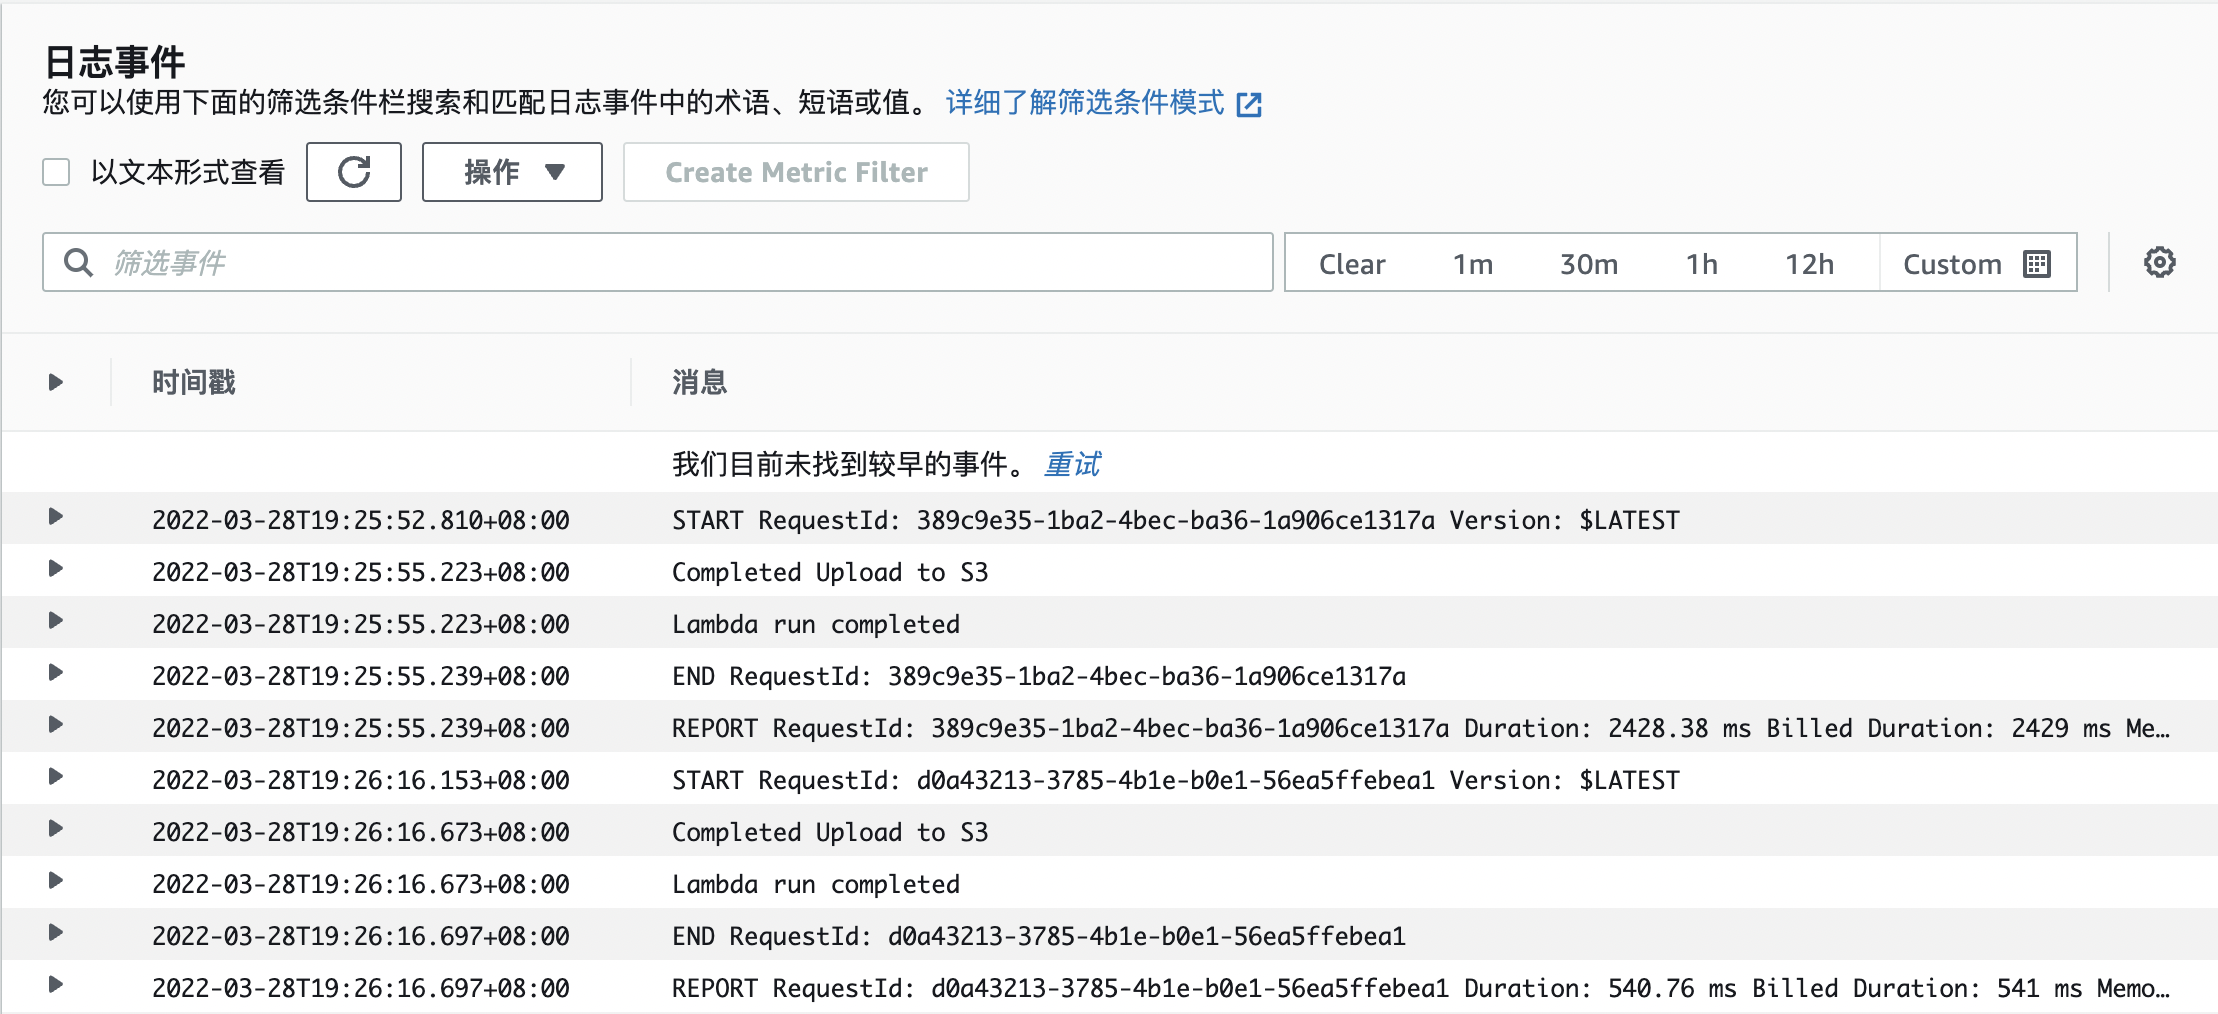 日志事件
您可以使用下面的筛选条件栏搜索和匹配日志事件中的术语、短语或值。 详细了解筛选条件模式
以文本形式查看 操作 Create Metric Filter
筛选事件 Clear 1m 30m 1h 12h Custom
时间戳 消息
我们目前未找到较早的事件。 重试
2022-03-28T19:25:52.810+08:00 START RequestId: 389c9e35-1ba2-4bec-ba36-1a906ce1317a Version: $LATEST
2022-03-28T19:25:55.223+08:00 Completed Upload to S3
2022-03-28T19:25:55.223+08:00 Lambda run completed
2022-03-28T19:25:55.239+08:00 END RequestId: 389c9e35-1ba2-4bec-ba36-1a906ce1317a
2022-03-28T19:25:55.239+08:00 REPORT RequestId: 389c9e35-1ba2-4bec-ba36-1a906ce1317a Duration: 2428.38 ms Billed Duration: 2429 ms Me…
2022-03-28T19:26:16.153+08:00 START RequestId: d0a43213-3785-4b1e-b0e1-56ea5ffebea1 Version: $LATEST
2022-03-28T19:26:16.673+08:00 Completed Upload to S3
2022-03-28T19:26:16.673+08:00 Lambda run completed
2022-03-28T19:26:16.697+08:00 END RequestId: d0a43213-3785-4b1e-b0e1-56ea5ffebea1
2022-03-28T19:26:16.697+08:00 REPORT RequestId: d0a43213-3785-4b1e-b0e1-56ea5ffebea1 Duration: 540.76 ms Billed Duration: 541 ms Memo…